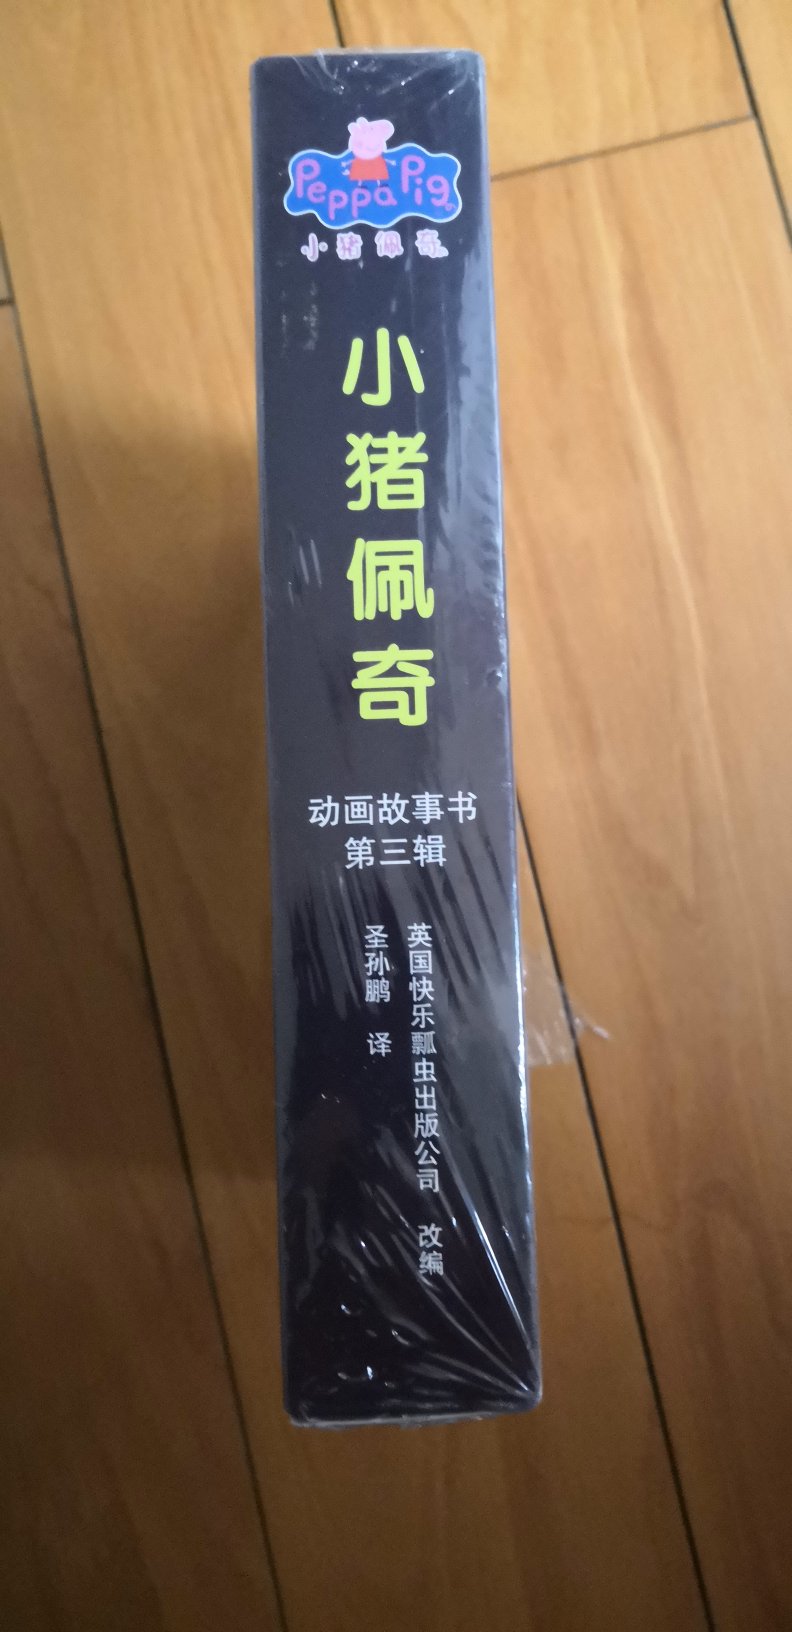 Peppa Pig
小猪佩奇
小猪佩奇
动画故事书
第三辑
英国快乐瓢虫出版公司 改编
圣孙鹏 译